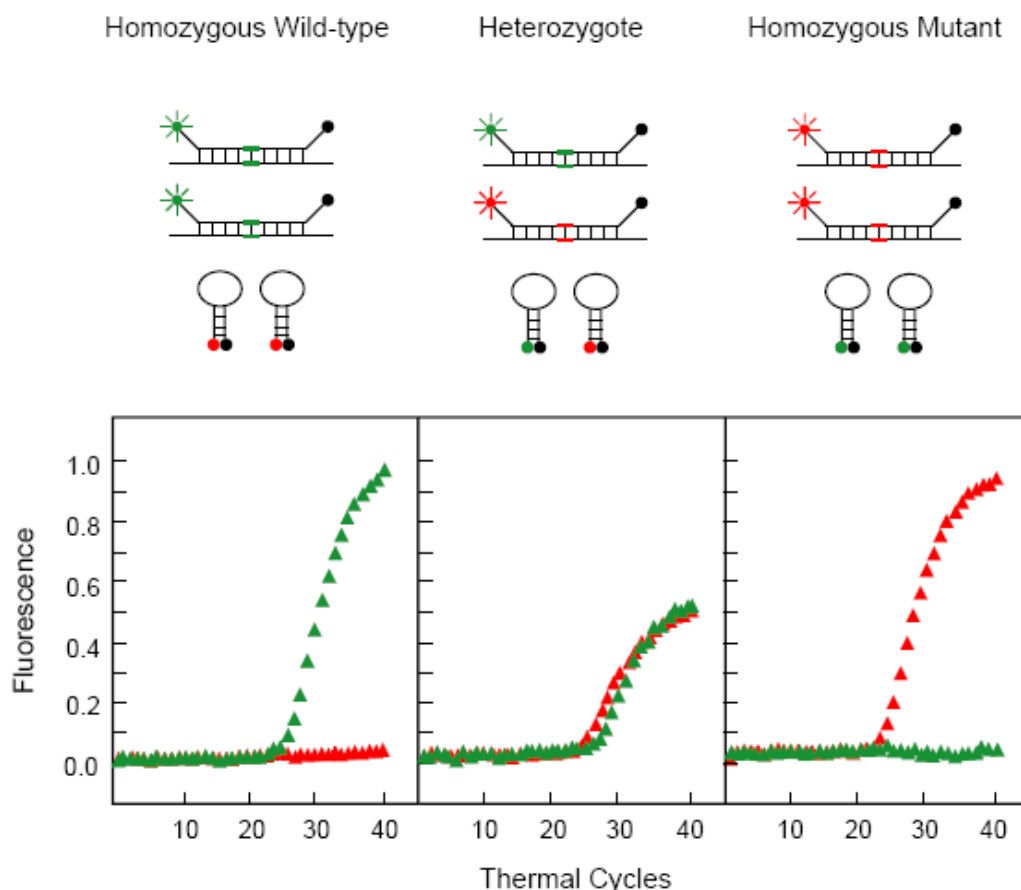 Homozygous Wild-type
Heterozygote
Homozygous Mutant
Fluorescence
1.0
0.8
0.6
0.4
0.2
0.0
10 20 30 40
10 20 30 40
10 20 30 40
Thermal Cycles